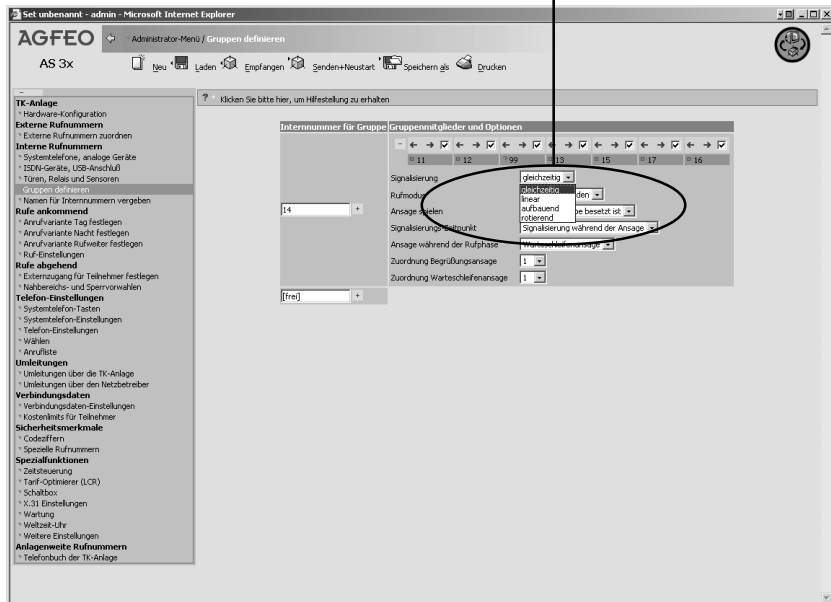 Set unbenannt - admin - Microsoft Internet Explorer
AGFEO
Administrator-Menü / Gruppen definieren
AS 3x
Neu
Laden
Empfangen
Senden+Neustart
Speichern als
Drucken
TK-Anlage
Hardware-Konfiguration
Externe Rufnummern
Externe Rufnummern zuordnen
Interne Rufnummern
Systemtelefone, analoge Geräte
ISDN-Geräte, USB-Anschluß
Türen, Relais und Sensoren
Gruppen definieren
Namen für Internnummern vergeben
Rufe ankommend
Anrufvariante Tag festlegen
Anrufvariante Nacht festlegen
Anrufvariante Rufweiter festlegen
Ruf-Einstellungen
Rufe abgehend
Externzugang für Teilnehmer festlegen
Nahbereichs- und Sperrvorwahlen
Telefon-Einstellungen
Systemtelefon-Tasten
Systemtelefon-Einstellungen
Telefon-Einstellungen
Wählen
Anrufliste
Umleitungen
Umleitungen über die TK-Anlage
Umleitungen über den Netzbetreiber
Verbindungsdaten
Verbindungsdaten-Einstellungen
Kostenlimits für Teilnehmer
Sicherheitsmerkmale
Codeziffern
Spezielle Rufnummern
Spezialfunktionen
Zeitsteuerung
Tarif-Optimierer (LCR)
Schaltbox
X.31 Einstellungen
Wartung
Weltzeit-Uhr
Weitere Einstellungen
Anlagenweite Rufnummern
Telefonbuch der TK-Anlage
? Klicken Sie bitte hier, um Hilfestellung zu erhalten
Internnummer für Gruppe Gruppenmitglieder und Optionen
11 12 99 13 15 17 16
14 +
Signalisierung gleichzeitig
gleichzeitig
linear
aufbauend
rotierend
Rufmodus den
Ansage spielen be besetzt ist
Signalisierungs-Zeitpunkt Signalisierung während der Ansage
Ansage während der Rufphase Warteschleifenansage
Zuordnung Begrüßungsansage 1
Zuordnung Warteschleifenansage 1
[frei] +